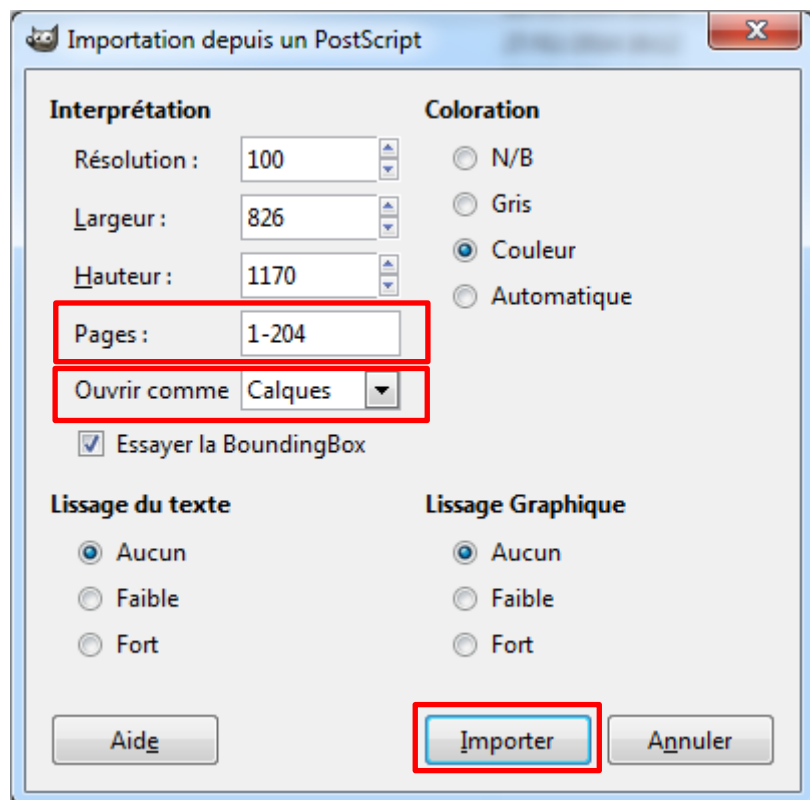 Importation depuis un PostScript
Interprétation
Résolution : 100
Largeur : 826
Hauteur : 1170
Pages : 1-204
Ouvrir comme Calques
Essayer la BoundingBox
Coloration
N/B
Gris
Couleur
Automatique
Lissage du texte
Aucun
Faible
Fort
Lissage Graphique
Aucun
Faible
Fort
Aide
Importer
Annuler